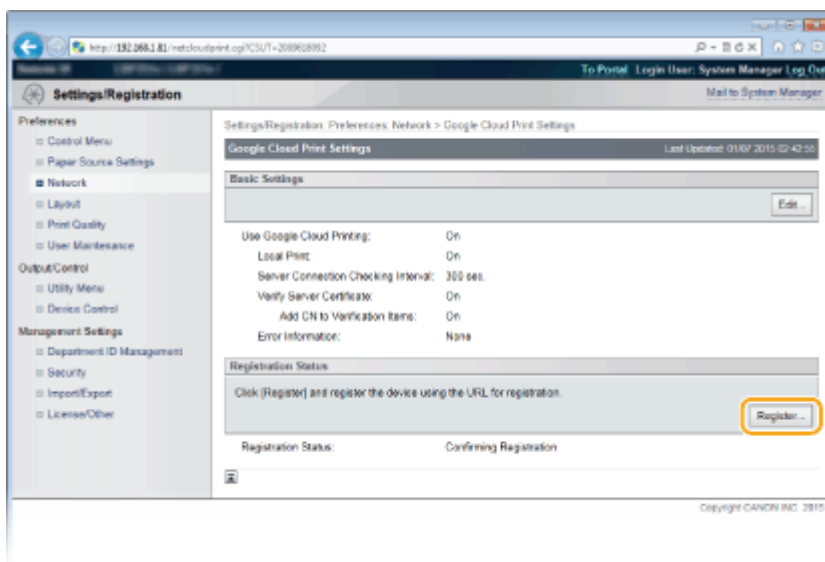 http://192.168.1.81/netcloudprint.cgi?CSUT=2089618092
To Portal Login User: System Manager Log Out
Settings/Registration
Mail to System Manager
Preferences
Control Menu
Paper Source Settings
Network
Layout
Print Quality
User Maintenance
Output/Control
Utility Menu
Device Control
Management Settings
Department ID Management
Security
Import/Export
License/Other
Settings/Registration: Preferences: Network > Google Cloud Print Settings
Google Cloud Print Settings
Last Updated: 01/07 2015 02:42:56
Basic Settings
Edit...
Use Google Cloud Printing: On
Local Print: On
Server Connection Checking Interval: 300 sec.
Verify Server Certificate: On
Add CN to Verification Items: On
Error Information: None
Registration Status
Click [Register] and register the device using the URL for registration.
Register...
Registration Status: Confirming Registration
Copyright CANON INC. 2015